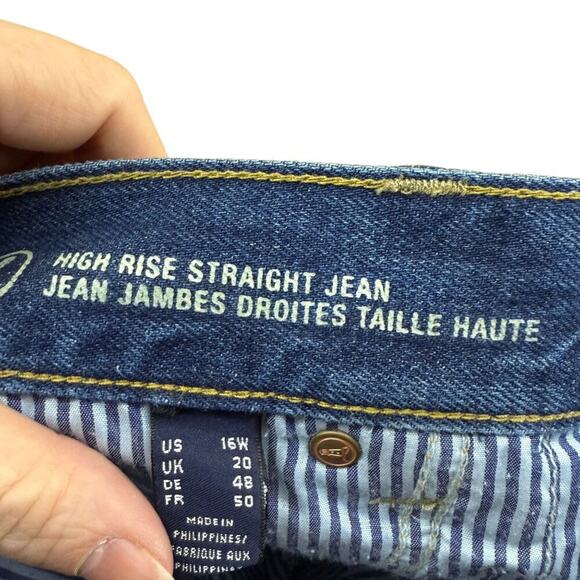 HIGH RISE STRAIGHT JEAN
JEAN JAMBES DROITES TAILLE HAUTE
US 16W
UK 20
DE 48
FR 50
MADE IN
PHILIPPINES/
FABRIQUE AUX
PHILIPPINES